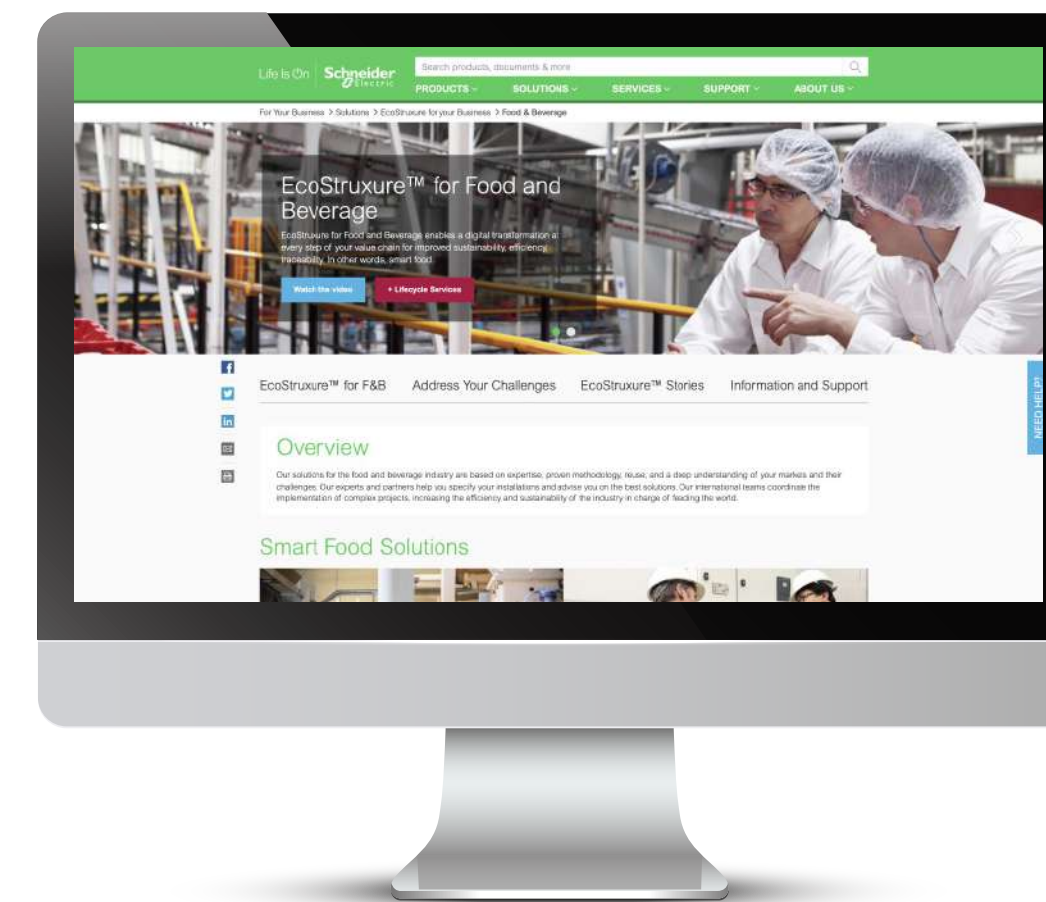 Life Is On | Schneider Electric
Search products, documents & more
PRODUCTS SOLUTIONS SERVICES SUPPORT ABOUT US
For Your Business > Solutions > EcoStruxure for your Business > Food & Beverage
EcoStruxure™ for Food and
Beverage
EcoStruxure for Food and Beverage enables a digital transformation at
every step of your value chain for improved sustainability, efficiency,
traceability. In other words, smart food.
Watch the video + Lifecycle Services
EcoStruxure™ for F&B Address Your Challenges EcoStruxure™ Stories Information and Support
NEED HELP?
Overview
Our solutions for the food and beverage industry are based on expertise, proven methodology, reuse, and a deep understanding of your markets and their
challenges. Our experts and partners help you specify your installations and advise you on the best solutions. Our international teams coordinate the
implementation of complex projects, increasing the efficiency and sustainability of the industry in charge of feeding the world.
Smart Food Solutions